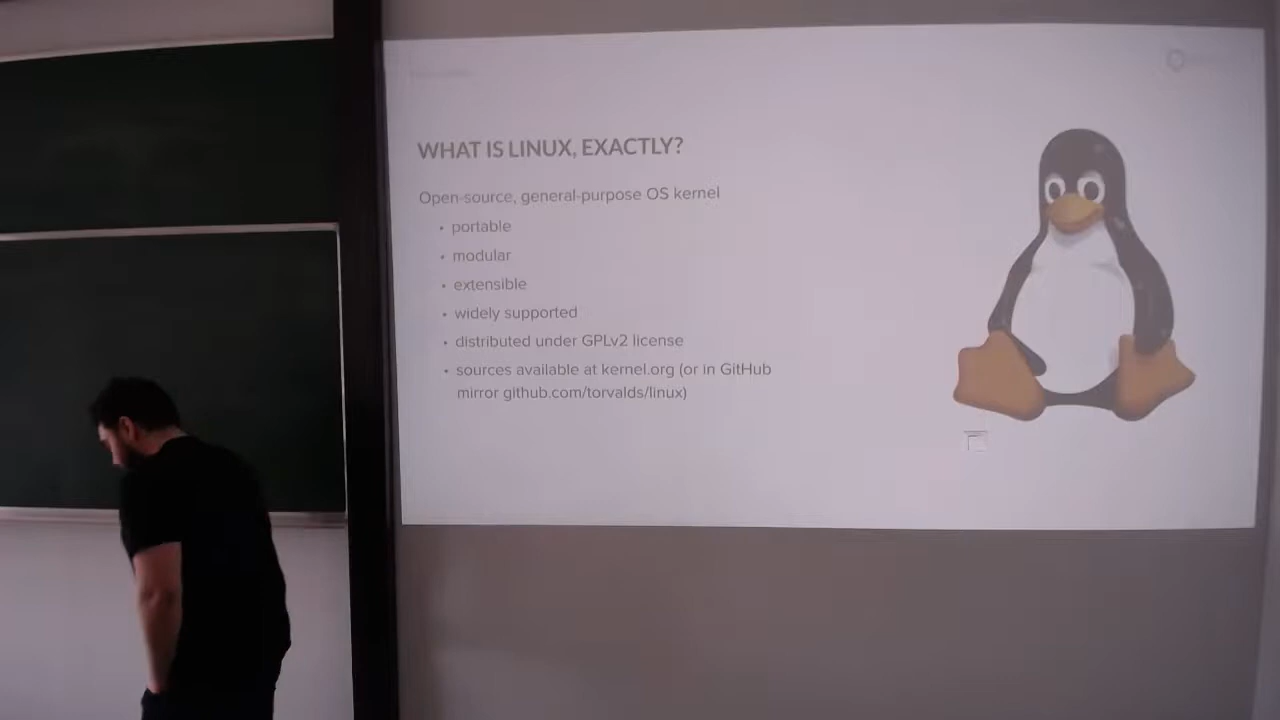 WHAT IS LINUX, EXACTLY?
Open-source, general-purpose OS kernel
• portable
• modular
• extensible
• widely supported
• distributed under GPLv2 license
• sources available at kernel.org (or in GitHub
mirror github.com/torvalds/linux)